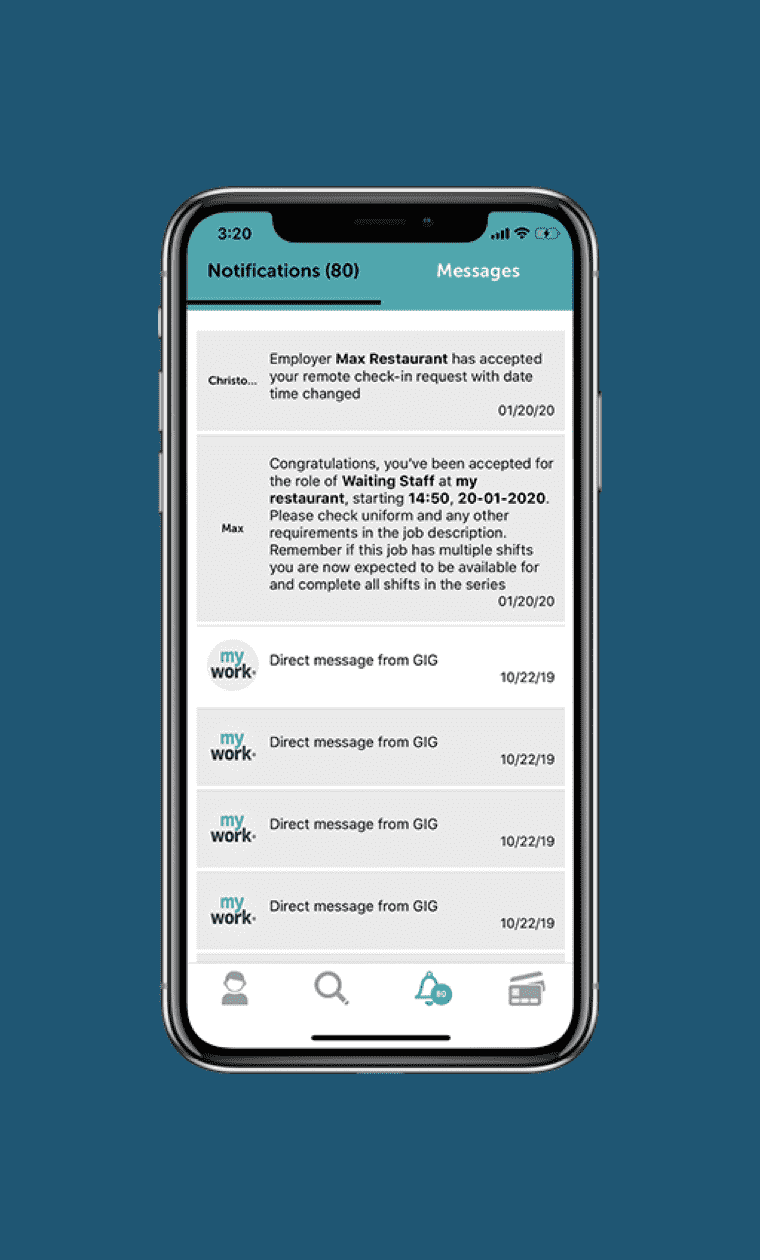 3:20
Notifications (80)
Messages
Christo...
Employer Max Restaurant has accepted
your remote check-in request with date
time changed
01/20/20
Max
Congratulations, you've been accepted for
the role of Waiting Staff at my
restaurant, starting 14:50, 20-01-2020.
Please check uniform and any other
requirements in the job description.
Remember if this job has multiple shifts
you are now expected to be available for
and complete all shifts in the series
01/20/20
my
work
Direct message from GIG
10/22/19
my
work
Direct message from GIG
10/22/19
my
work
Direct message from GIG
10/22/19
my
work
Direct message from GIG
10/22/19
80